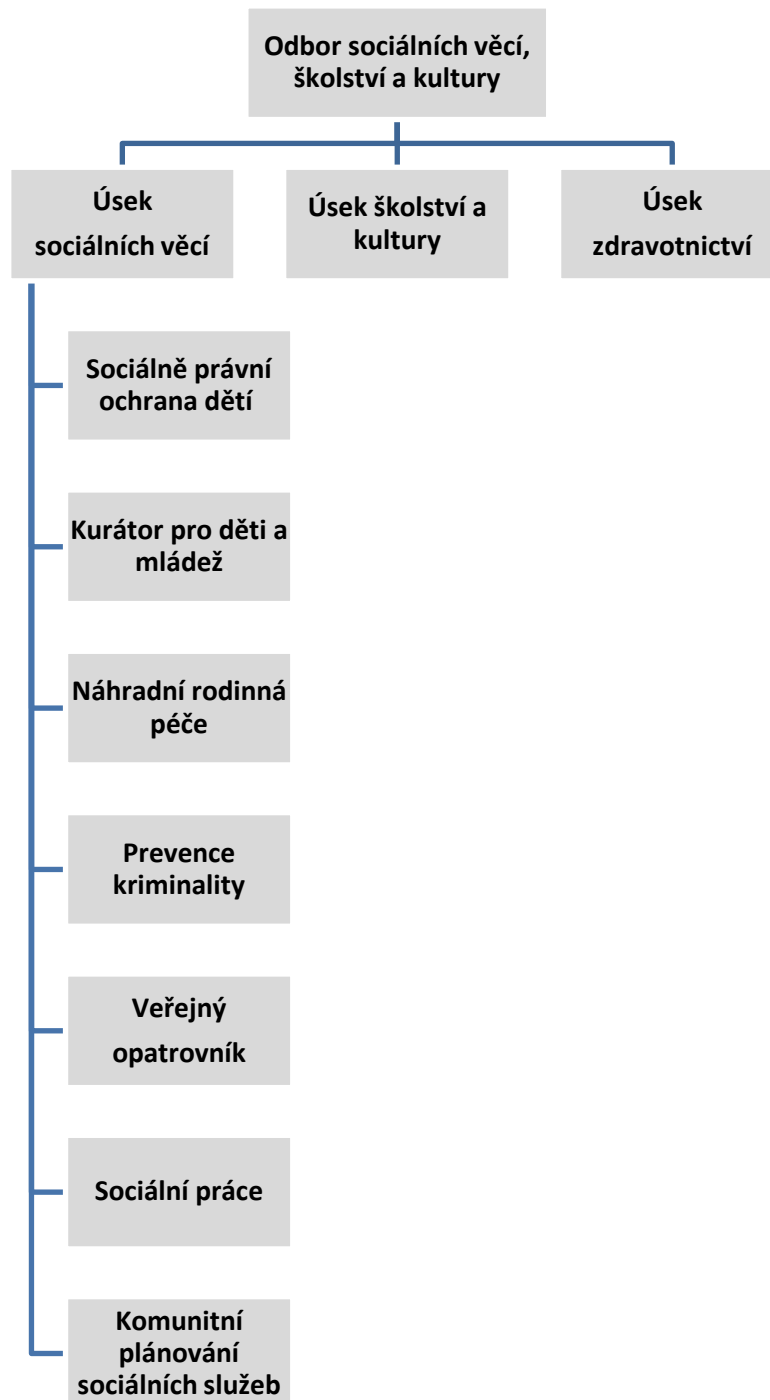 Odbor sociálních věcí,
školství a kultury
Úsek
sociálních věcí
Úsek školství a
kultury
Úsek
zdravotnictví
Sociálně právní
ochrana dětí
Kurátor pro děti a
mládež
Náhradní rodinná
péče
Prevence
kriminality
Veřejný
opatrovník
Sociální práce
Komunitní
plánování
sociálních služeb